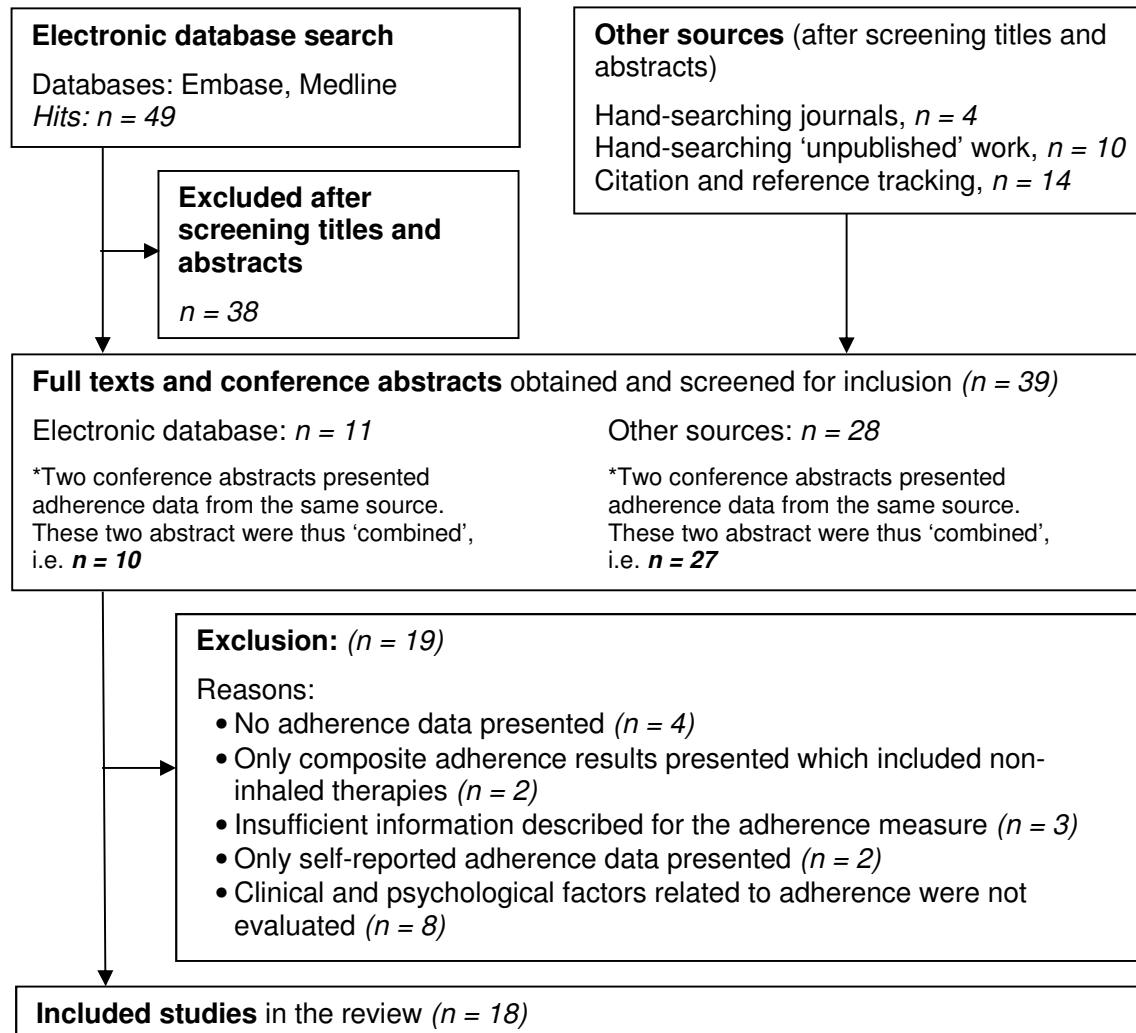 Electronic database search
Databases: Embase, Medline
Hits: n = 49
Other sources (after screening titles and
abstracts)
Hand-searching journals, n = 4
Hand-searching ‘unpublished’ work, n = 10
Citation and reference tracking, n = 14
Excluded after
screening titles and
abstracts
n = 38
Full texts and conference abstracts obtained and screened for inclusion (n = 39)
Electronic database: n = 11
*Two conference abstracts presented
adherence data from the same source.
These two abstract were thus ‘combined’,
i.e. n = 10
Other sources: n = 28
*Two conference abstracts presented
adherence data from the same source.
These two abstract were thus ‘combined’,
i.e. n = 27
Exclusion: (n = 19)
Reasons:
• No adherence data presented (n = 4)
• Only composite adherence results presented which included non-
inhaled therapies (n = 2)
• Insufficient information described for the adherence measure (n = 3)
• Only self-reported adherence data presented (n = 2)
• Clinical and psychological factors related to adherence were not
evaluated (n = 8)
Included studies in the review (n = 18)